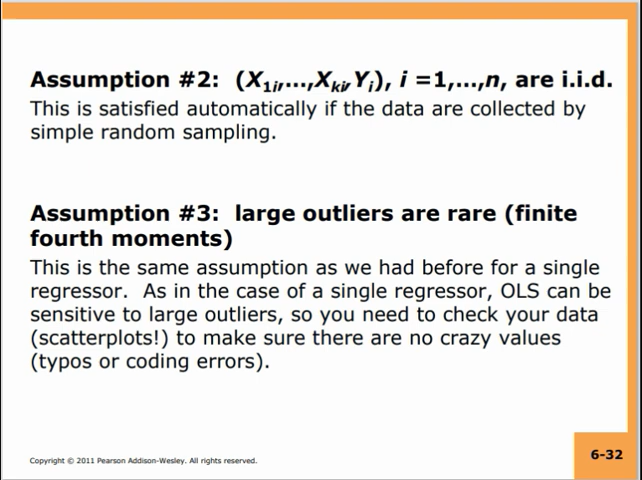 Assumption #2: (X1i,…,Xki,Yi), i =1,…,n, are i.i.d.
This is satisfied automatically if the data are collected by
simple random sampling.
Assumption #3: large outliers are rare (finite
fourth moments)
This is the same assumption as we had before for a single
regressor. As in the case of a single regressor, OLS can be
sensitive to large outliers, so you need to check your data
(scatterplots!) to make sure there are no crazy values
(typos or coding errors).
Copyright © 2011 Pearson Addison-Wesley. All rights reserved.
6-32